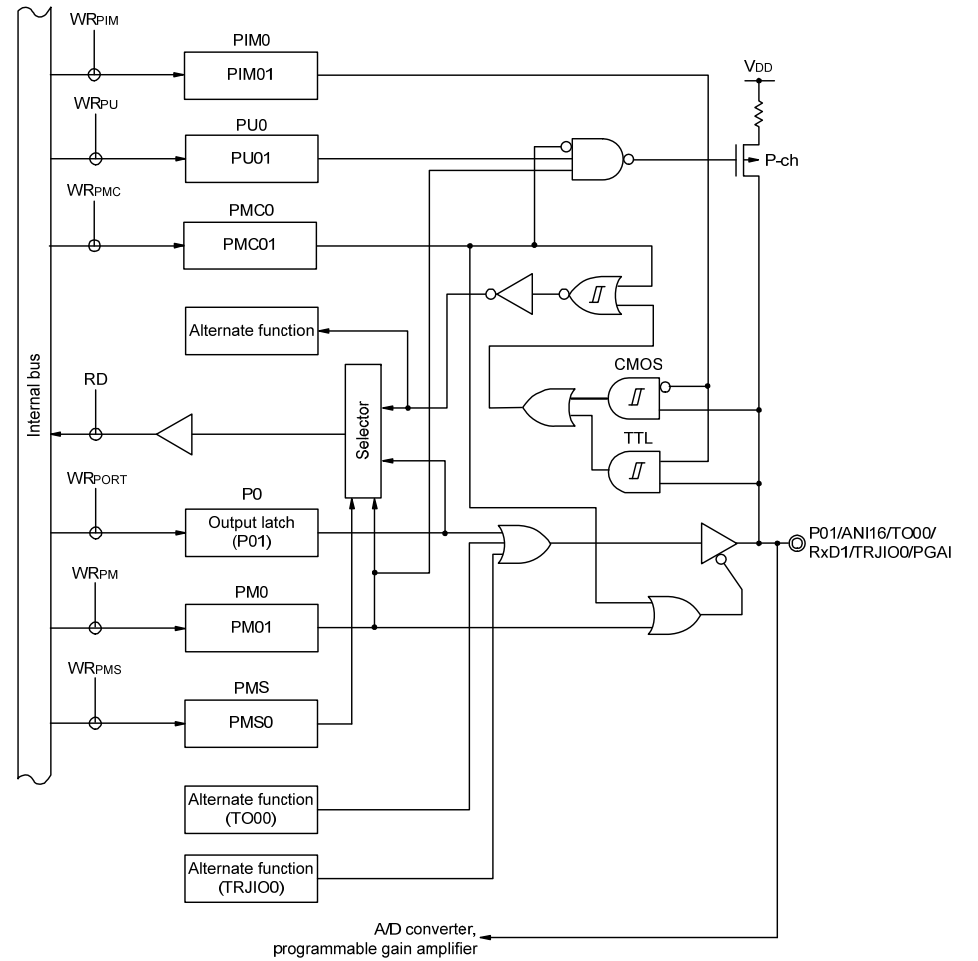 WRPIM
PIM0
PIM01
VDD
WRPU
PU0
PU01
P-ch
WRPMC
PMC0
PMC01
Alternate function
Internal bus
RD
Selector
CMOS
TTL
WRPORT
P0
Output latch
(P01)
P01/ANI16/TO00/
RxD1/TRJIO0/PGAI
WRPM
PM0
PM01
WRPMS
PMS
PMS0
Alternate function
(TO00)
Alternate function
(TRJIO0)
A/D converter,
programmable gain amplifier